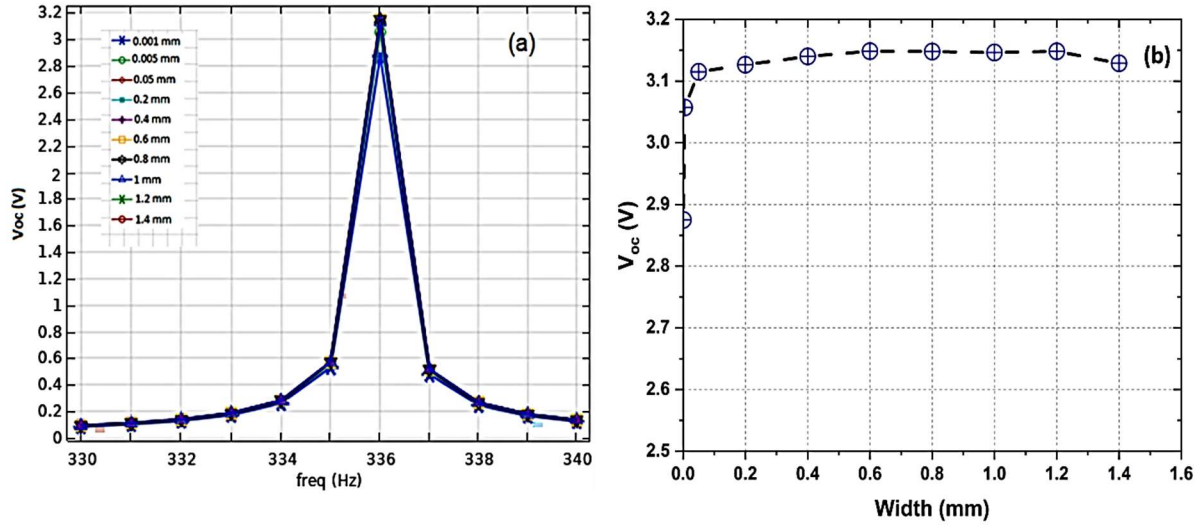 3.2
3
2.8
2.6
2.4
2.2
2
1.8
1.6
1.4
1.2
1
0.8
0.6
0.4
0.2
0
Voc (V)
0.001 mm
0.005 mm
0.05 mm
0.2 mm
0.4 mm
0.6 mm
0.8 mm
1 mm
1.2 mm
1.4 mm
(a)
330 332 334 336 338 340
freq (Hz)
3.2
3.1
3.0
2.9
2.8
2.7
2.6
2.5
Voc (V)
(b)
0.0 0.2 0.4 0.6 0.8 1.0 1.2 1.4 1.6
Width (mm)